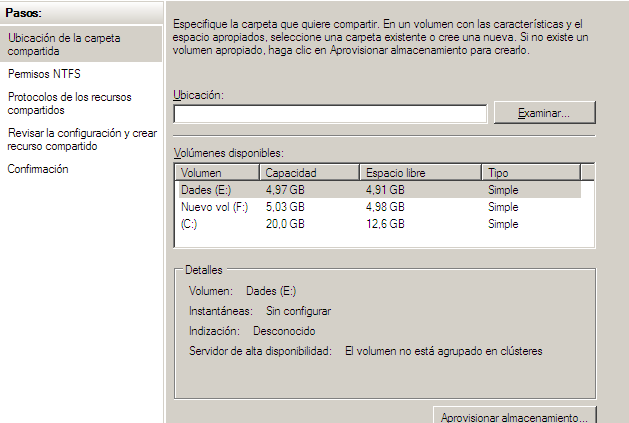 Pasos:
Ubicación de la carpeta
compartida
Permisos NTFS
Protocolos de los recursos
compartidos
Revisar la configuración y crear
recurso compartido
Confirmación
Especifique la carpeta que quiere compartir. En un volumen con las características y el
espacio apropiados, seleccione una carpeta existente o cree una nueva. Si no existe un
volumen apropiado, haga clic en Aprovisionar almacenamiento para crearlo.
Ubicación:
Examinar...
Volúmenes disponibles:
Volumen Capacidad Espacio libre Tipo
Dades (E:) 4,97 GB 4,91 GB Simple
Nuevo vol (F:) 5,03 GB 4,98 GB Simple
(C:) 20,0 GB 12,6 GB Simple
Detalles
Volumen: Dades (E:)
Instantáneas: Sin configurar
Indización: Desconocido
Servidor de alta disponibilidad: El volumen no está agrupado en clústeres
Aprovisionar almacenamiento...